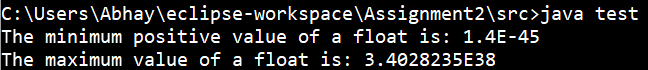 C:\Users\Abhay\eclipse-workspace\Assignment2\src>java test
The minimum positive value of a float is: 1.4E-45
The maximum value of a float is: 3.4028235E38